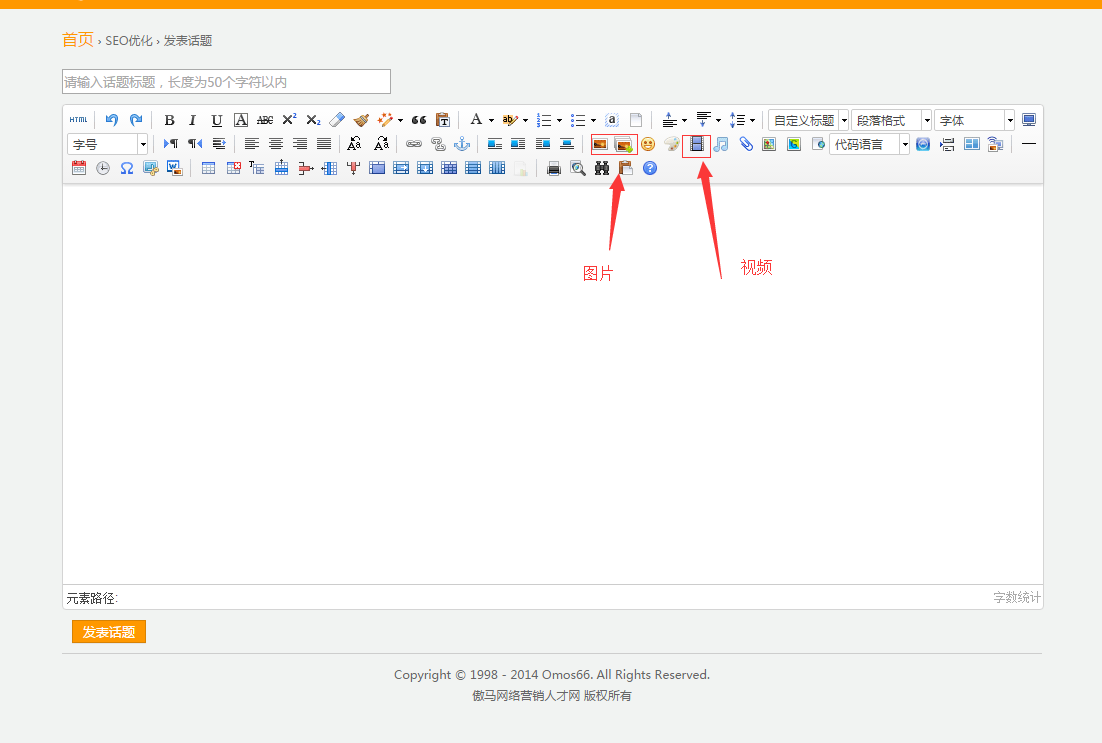 首页 › SEO优化 › 发表话题
请输入话题标题，长度为50个字符以内
HTML B I U A ABC X² X₂ T A ab a 自定义标题 段落格式 字体
字号 代码语言
图片
视频
元素路径: 字数统计
发表话题
Copyright © 1998 - 2014 Omos66. All Rights Reserved.
傲马网络营销人才网 版权所有